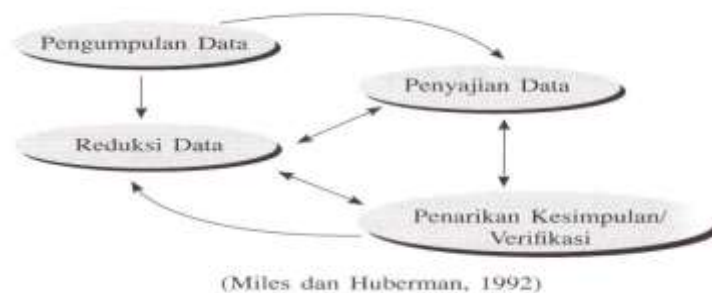 Pengumpulan Data
Penyajian Data
Reduksi Data
Penarikan Kesimpulan/
Verifikasi
(Miles dan Huberman, 1992)